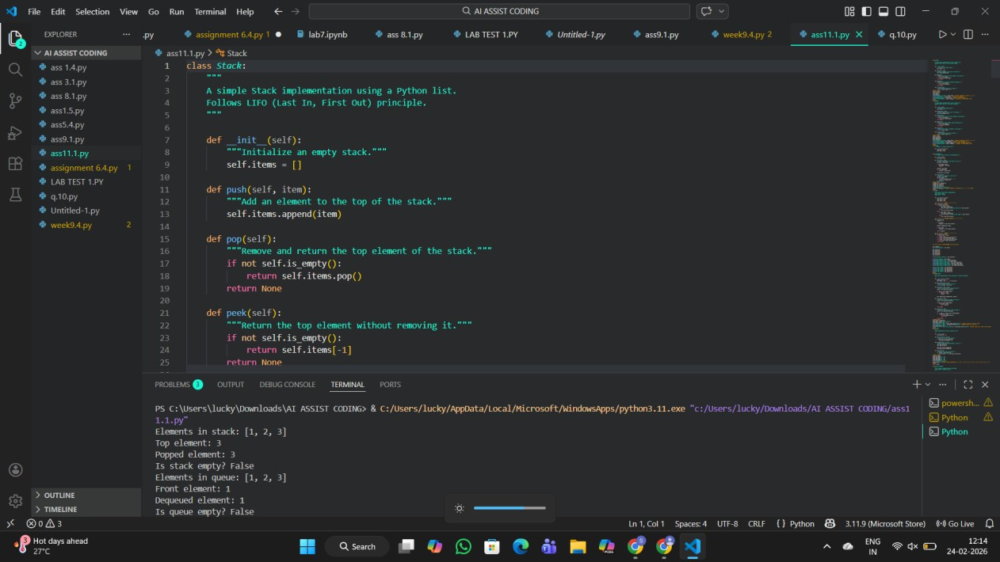 File Edit Selection View Go Run Terminal Help
AI ASSIST CODING
EXPLORER
.py
assignment 6.4.py 1
lab7.ipynb
ass 8.1.py
LAB TEST 1.PY
Untitled-1.py
ass9.1.py
week9.4.py 2
ass11.1.py
q.10.py
2
AI ASSIST CODING
ass 1.4.py
ass 3.1.py
ass 8.1.py
ass1.5.py
ass5.4.py
ass9.1.py
ass11.1.py
assignment 6.4.py 1
LAB TEST 1.PY
q.10.py
Untitled-1.py
week9.4.py 2
OUTLINE
TIMELINE
ass11.1.py > Stack
1 class Stack:
2 """
3 A simple Stack implementation using a Python list.
4 Follows LIFO (Last In, First Out) principle.
5 """
6
7 def __init__(self):
8 """Initialize an empty stack."""
9 self.items = []
10
11 def push(self, item):
12 """Add an element to the top of the stack."""
13 self.items.append(item)
14
15 def pop(self):
16 """Remove and return the top element of the stack."""
17 if not self.is_empty():
18 return self.items.pop()
19 return None
20
21 def peek(self):
22 """Return the top element without removing it."""
23 if not self.is_empty():
24 return self.items[-1]
25 return None
PROBLEMS 3 OUTPUT DEBUG CONSOLE TERMINAL PORTS
PS C:\Users\lucky\Downloads\AI ASSIST CODING> & C:/Users/lucky/AppData/Local/Microsoft/WindowsApps/python3.11.exe "c:/Users/lucky/Downloads/AI ASSIST CODING/ass1
1.1.py"
Elements in stack: [1, 2, 3]
Top element: 3
Popped element: 3
Is stack empty? False
Elements in queue: [1, 2, 3]
Front element: 1
Dequeued element: 1
Is queue empty? False
powersh...
Python
Python
0 3
Ln 1, Col 1 Spaces: 4 UTF-8 CRLF { } Python 3.11.9 (Microsoft Store) Go Live
3
Hot days ahead
27°C
Search
ENG
IN
12:14
24-02-2026